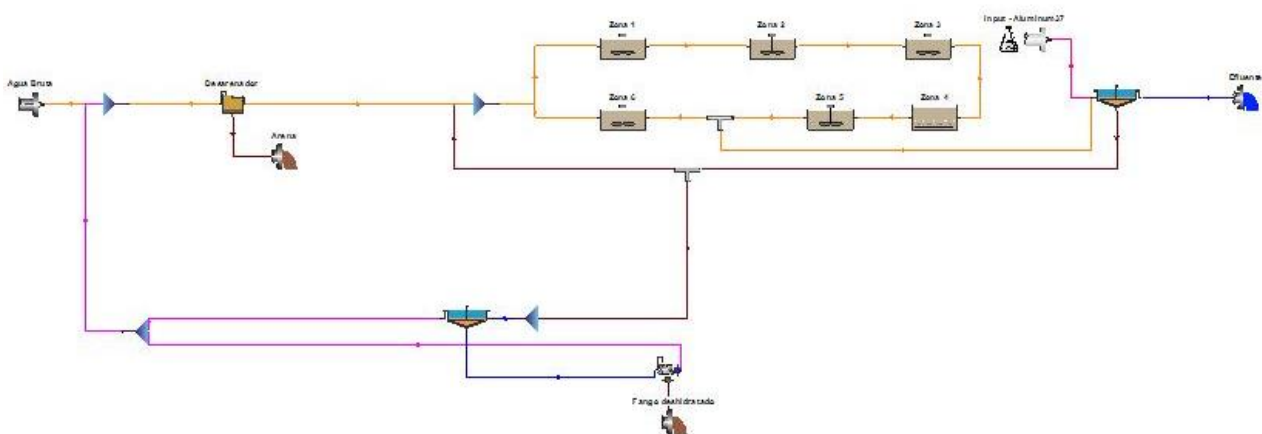 Zona 1
Zona 2
Zona 3
Input - Aluminum27
Agua Bruta
Desarenador
Efluente
Zona 6
Zona 5
Zona 4
Arena
Fango deshidratado